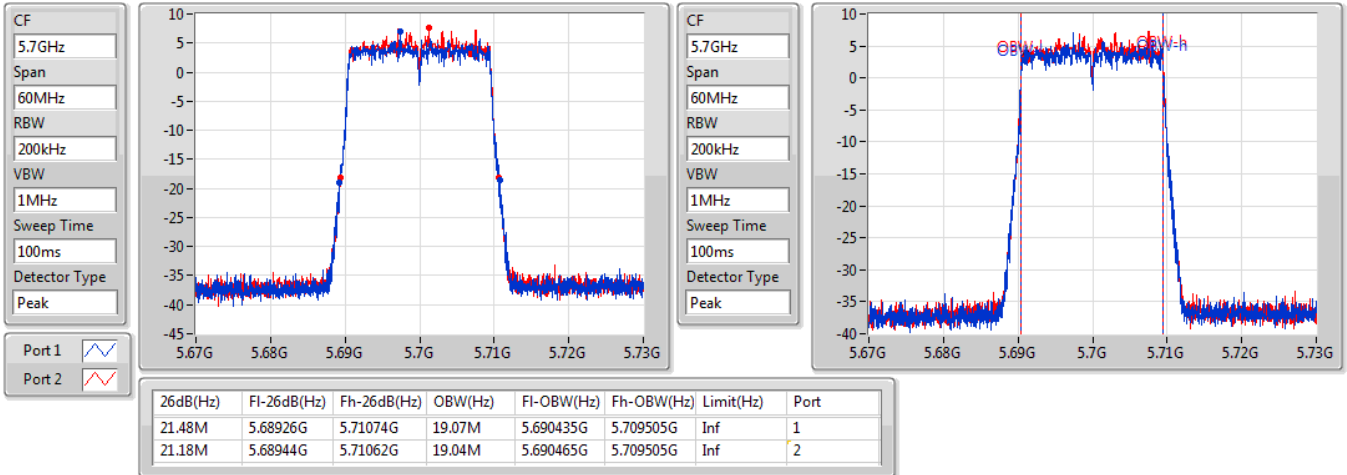 CF
5.7GHz
Span
60MHz
RBW
200kHz
VBW
1MHz
Sweep Time
100ms
Detector Type
Peak
Port 1
Port 2
10
5
0
-5
-10
-15
-20
-25
-30
-35
-40
-45
5.67G 5.68G 5.69G 5.7G 5.71G 5.72G 5.73G
CF
5.7GHz
Span
60MHz
RBW
200kHz
VBW
1MHz
Sweep Time
100ms
Detector Type
Peak
10
5
0
-5
-10
-15
-20
-25
-30
-35
-40
OBW-h
5.67G 5.68G 5.69G 5.7G 5.71G 5.72G 5.73G
26dB(Hz) Fl-26dB(Hz) Fh-26dB(Hz) OBW(Hz) Fl-OBW(Hz) Fh-OBW(Hz) Limit(Hz) Port
21.48M 5.68926G 5.71074G 19.07M 5.690435G 5.709505G Inf 1
21.18M 5.68944G 5.71062G 19.04M 5.690465G 5.709505G Inf 2